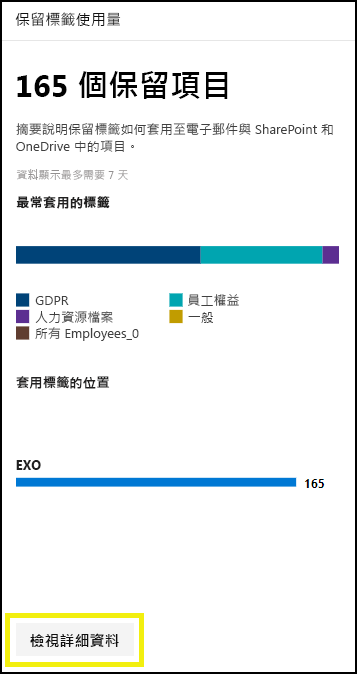 保留標籤使用量
165 個保留項目
摘要說明保留標籤如何套用至電子郵件與 SharePoint 和
OneDrive 中的項目。
資料顯示最多需要 7 天
最常套用的標籤
GDPR
員工權益
人力資源檔案
一般
所有 Employees_0
套用標籤的位置
EXO
165
檢視詳細資料